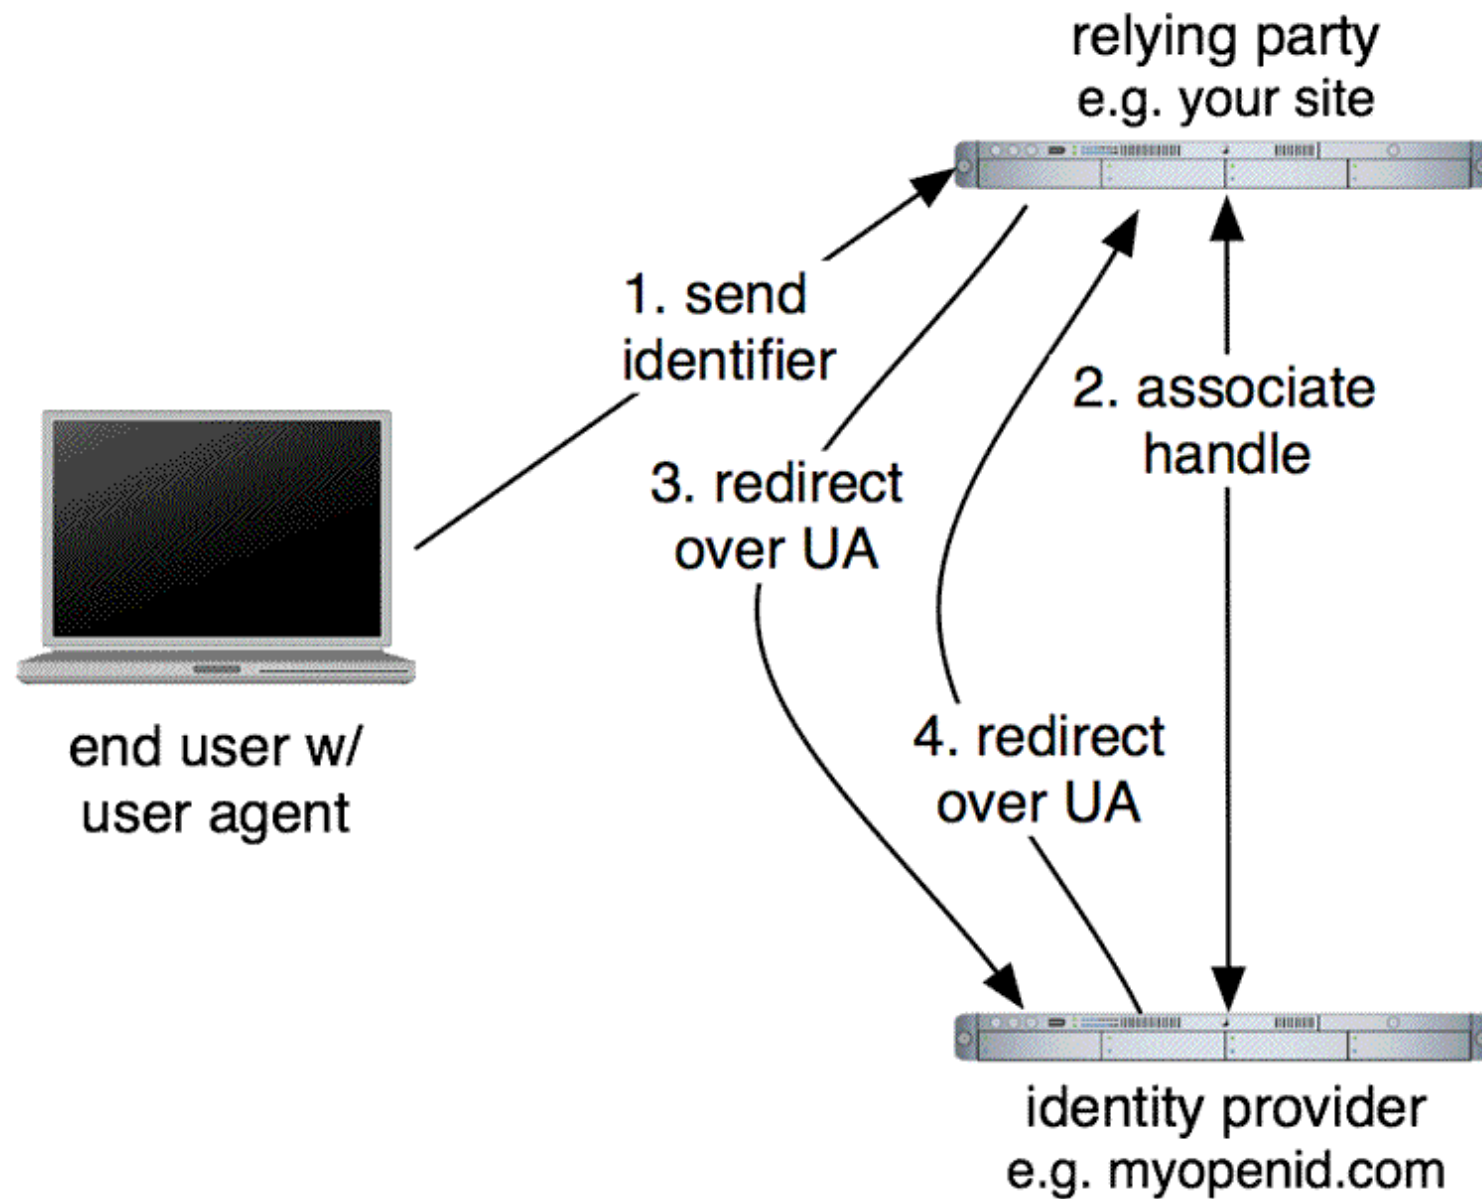 relying party
e.g. your site
1. send
identifier
2. associate
handle
3. redirect
over UA
4. redirect
over UA
end user w/
user agent
identity provider
e.g. myopenid.com